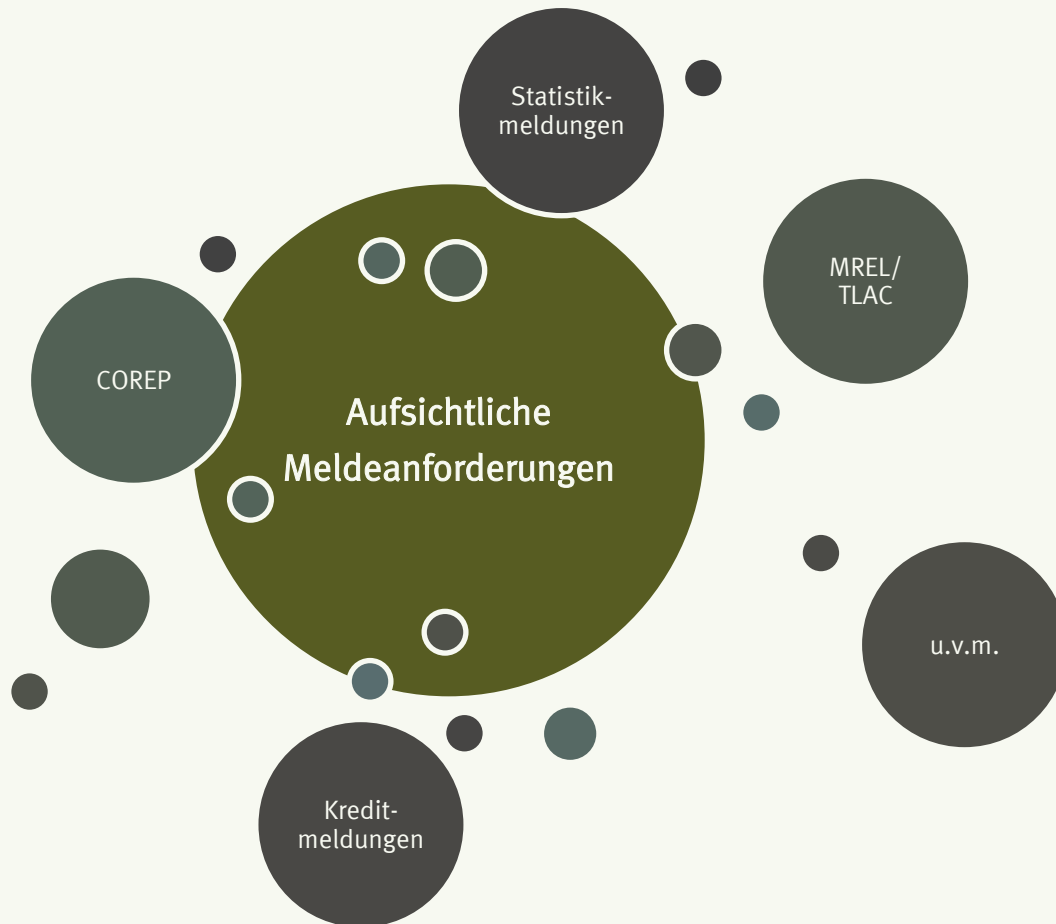 Statistik-
meldungen
MREL/
TLAC
COREP
Aufsichtliche
Meldeanforderungen
u.v.m.
Kredit-
meldungen